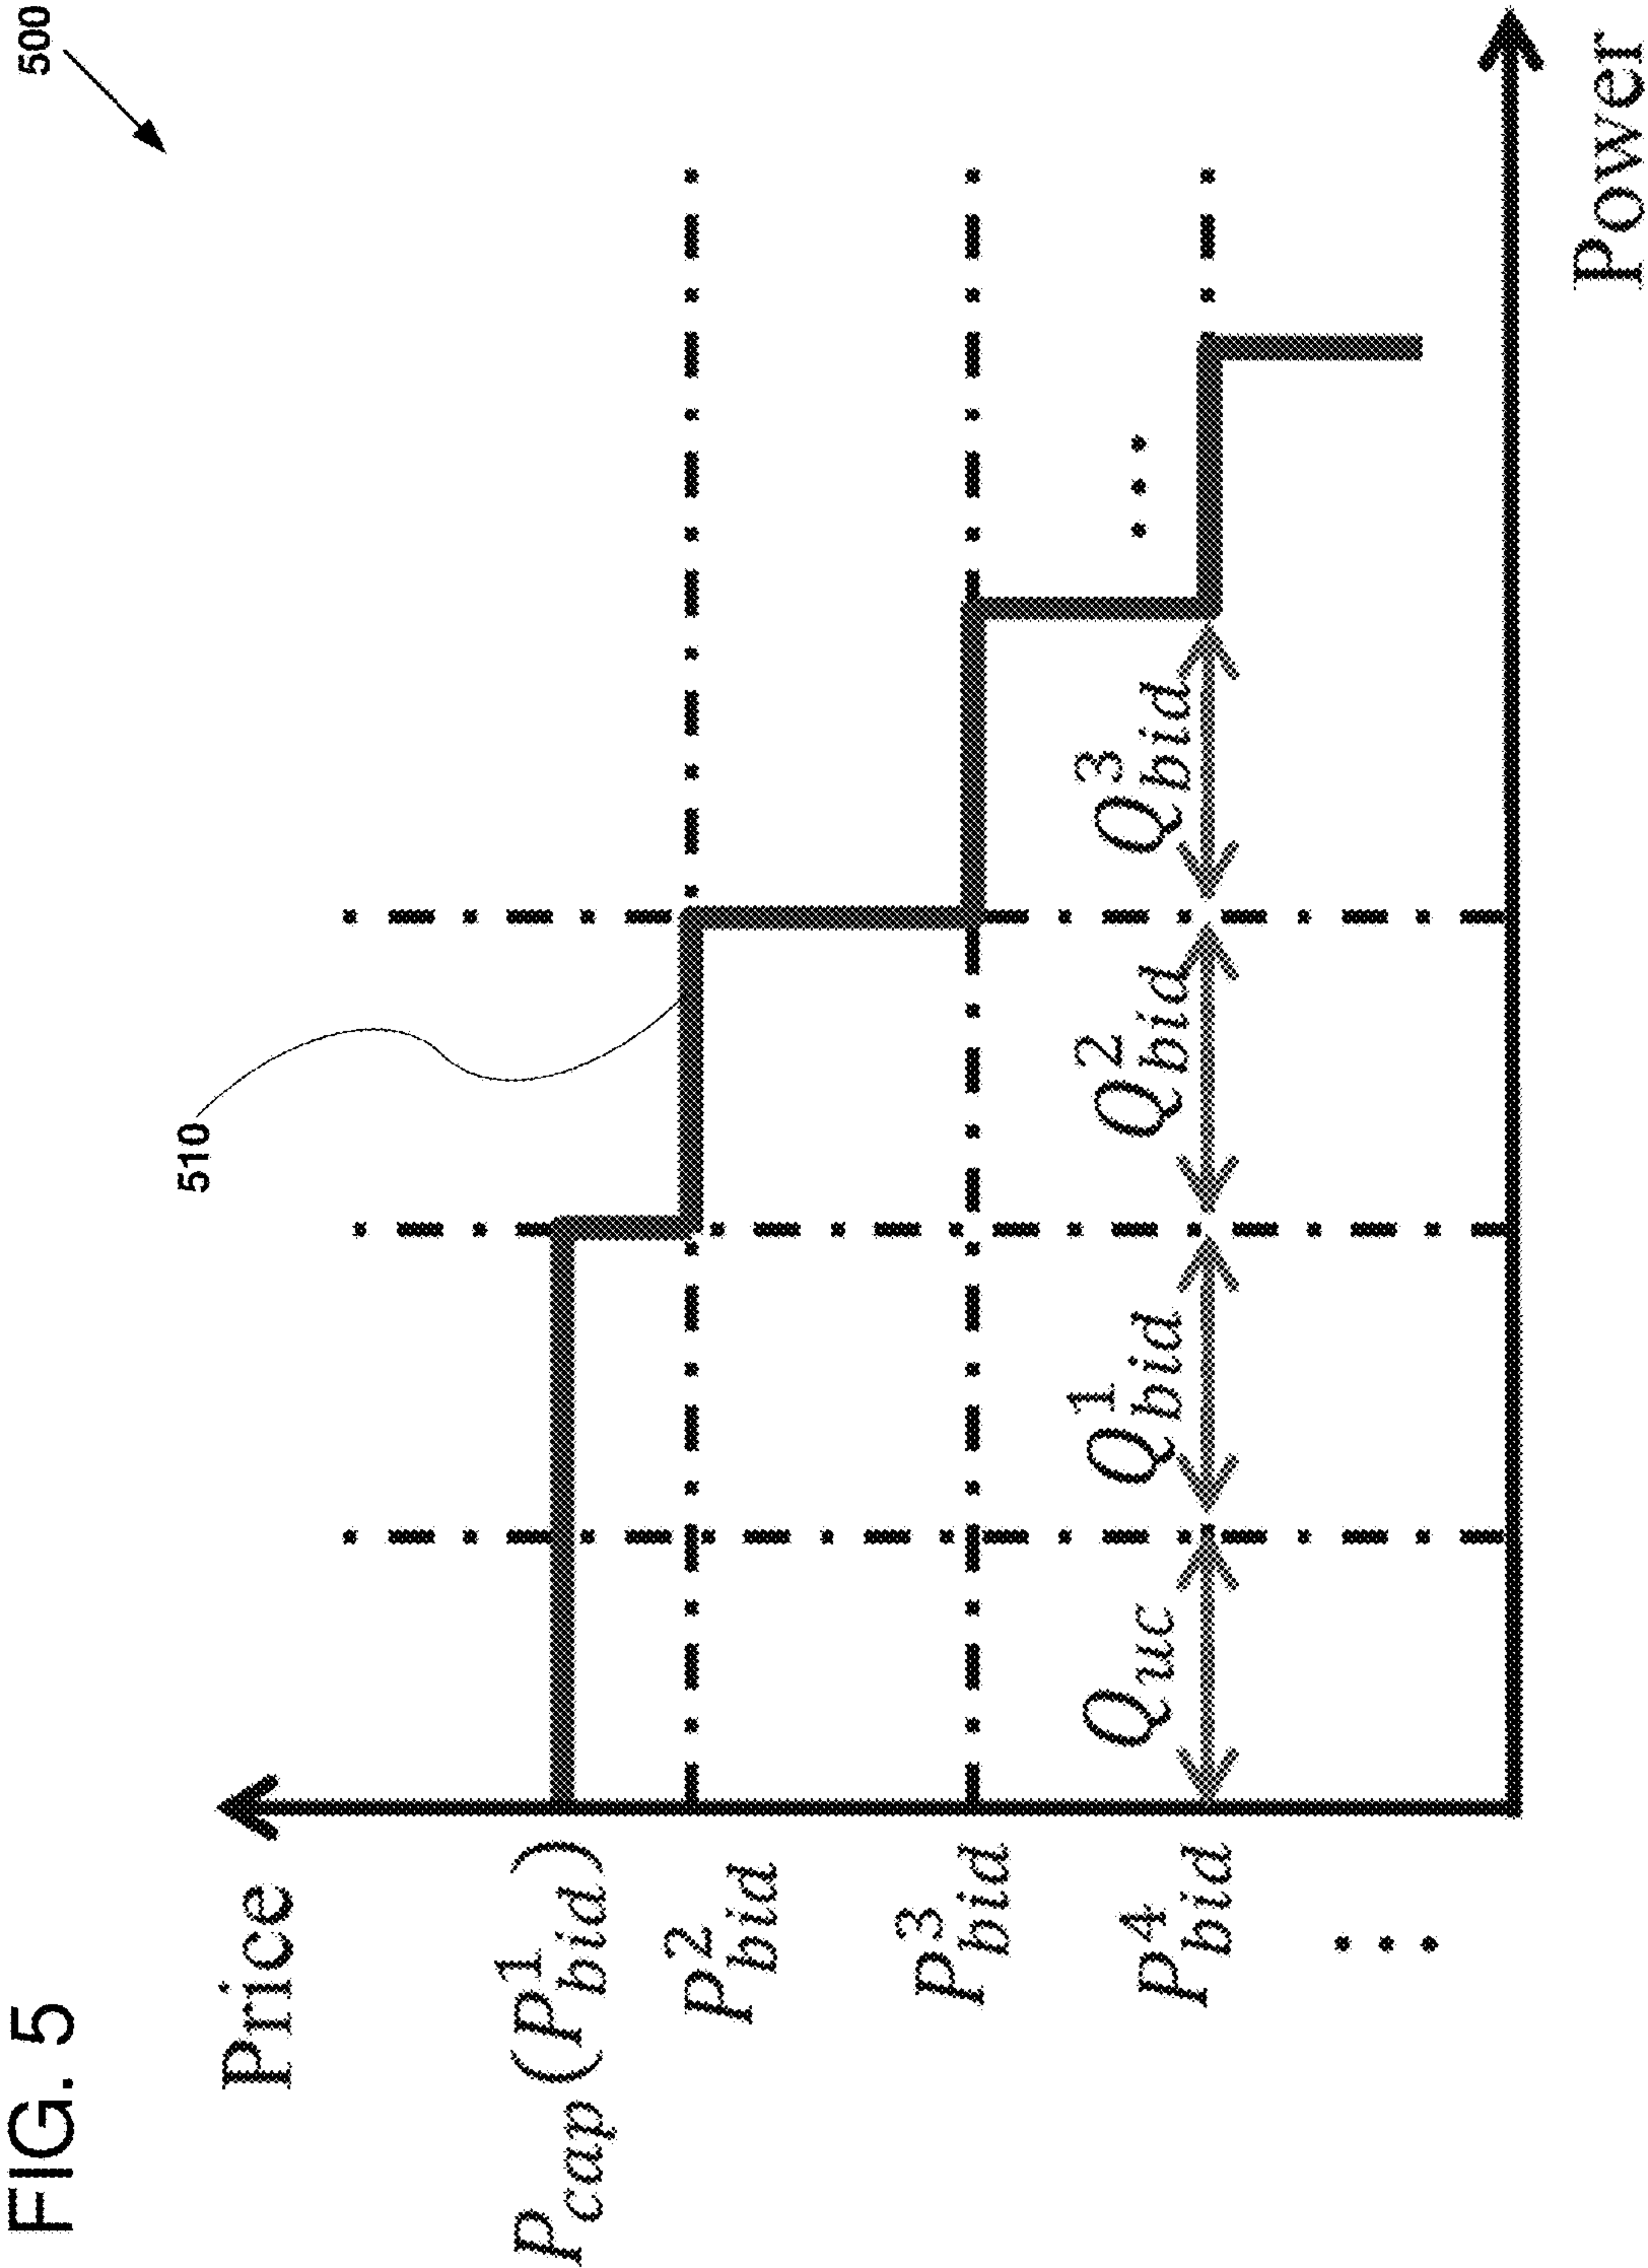 FIG. 5
500
Price
510
P_cap (P^1_bid)
P^2_bid
P^3_bid
P^4_bid
⋮
Q_uc
Q^1_bid
Q^2_bid
Q^3_bid
...
Power